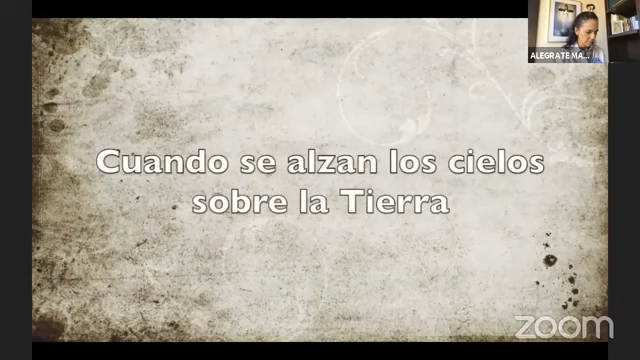 ALEGRATE MA...
Cuando se alzan los cielos
sobre la Tierra
zoom